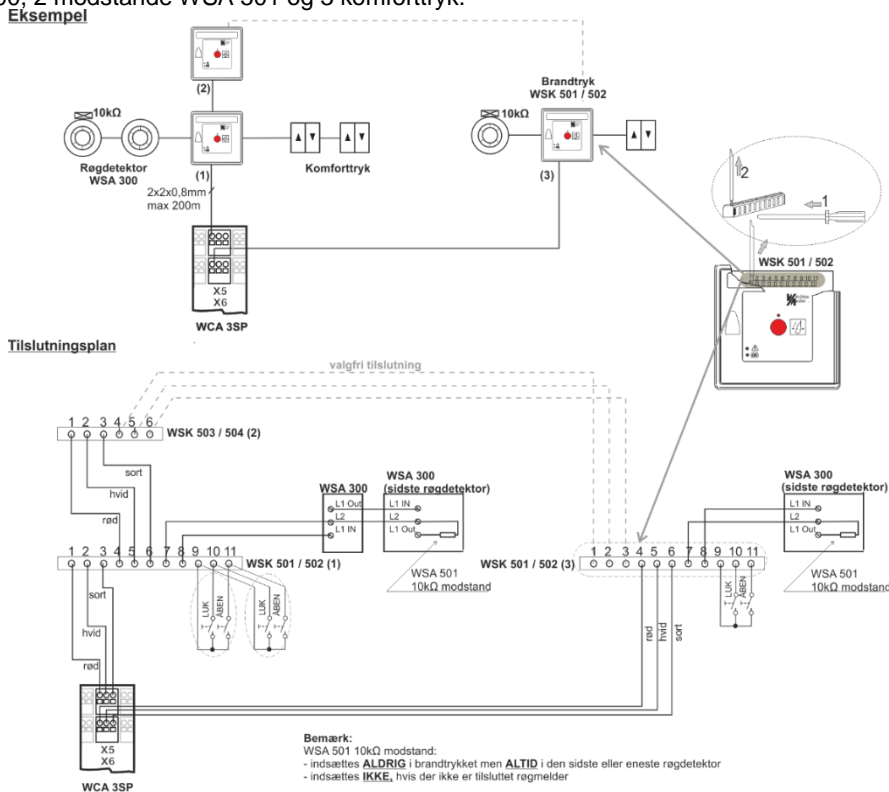 2 modstande WSA 501 og 3 komforttryk.
Eksempel
(2)
Brandtryk
WSK 501 / 502
10kΩ
10kΩ
Røgdetektor
WSA 300
(1)
Komforttryk
(3)
2x2x0,8mm
max 200m
2
1
WSK 501 / 502
X5
X6
WCA 3SP
Tilslutningsplan
valgfri tilslutning
1 2 3 4 5 6
WSK 503 / 504 (2)
sort
hvid
rød
WSA 300
WSA 300
(sidste røgdetektor)
WSA 300
(sidste røgdetektor)
L1 Out
L2
L1 IN
L1 IN
L2
L1 Out
L1 IN
L2
L1 Out
1 2 3 4 5 6 7 8 9 10 11
WSK 501 / 502 (1)
WSK 501 / 502 (3)
1 2 3 4 5 6 7 8 9 10 11
WSA 501
10kΩ modstand
WSA 501
10kΩ modstand
sort
hvid
rød
LUK
ÅBEN
LUK
ÅBEN
rød
hvid
sort
LUK
ÅBEN
X5
X6
WCA 3SP
Bemærk:
WSA 501 10kΩ modstand:
- indsættes ALDRIG i brandtrykket men ALTID i den sidste eller eneste røgdetektor
- indsættes IKKE, hvis der ikke er tilsluttet røgmelder